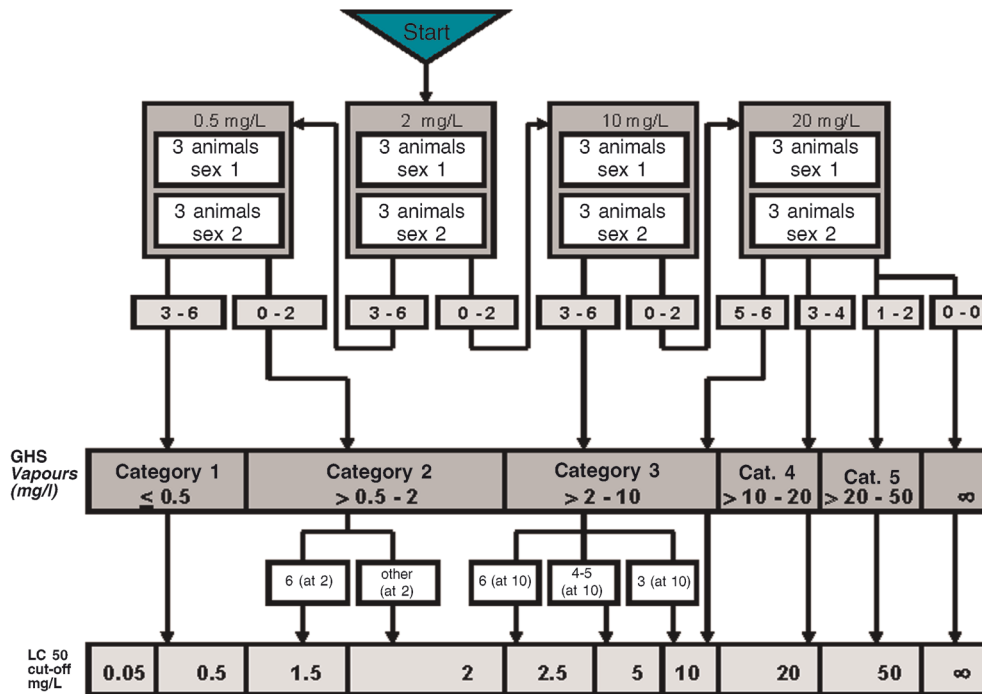 Start
0.5 mg/L
2 mg/L
10 mg/L
20 mg/L
3 animals
sex 1
3 animals
sex 1
3 animals
sex 1
3 animals
sex 1
3 animals
sex 2
3 animals
sex 2
3 animals
sex 2
3 animals
sex 2
3 - 6
0 - 2
3 - 6
0 - 2
3 - 6
0 - 2
5 - 6
3 - 4
1 - 2
0 - 0
GHS
Vapours
(mg/l)
Category 1
≤ 0.5
Category 2
> 0.5 - 2
Category 3
> 2 - 10
Cat. 4
> 10 - 20
Cat. 5
> 20 - 50
∞
6 (at 2)
other
(at 2)
6 (at 10)
4-5
(at 10)
3 (at 10)
LC 50
cut-off
mg/L
0.05
0.5
1.5
2
2.5
5
10
20
50
∞